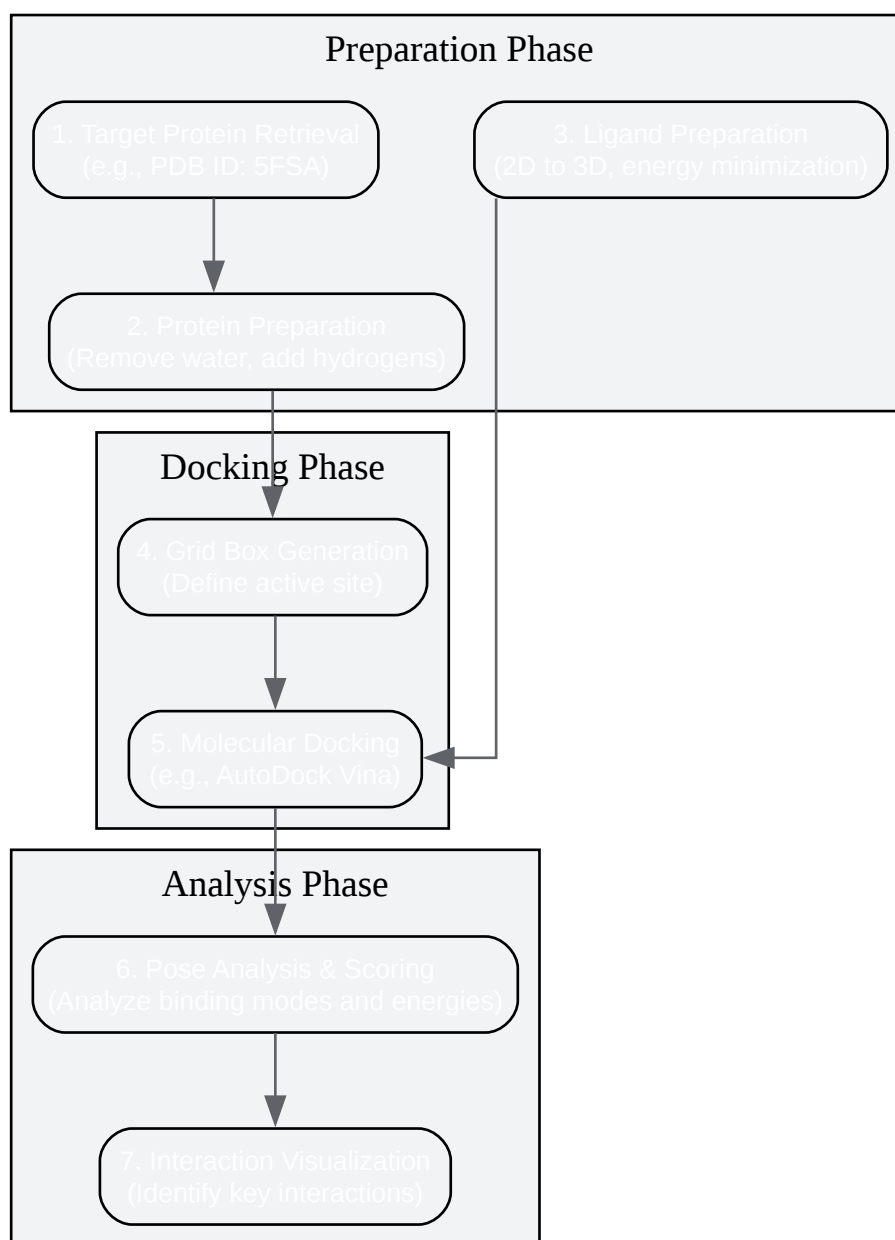 Preparation Phase
1. Target Protein Retrieval
(e.g., PDB ID: 5FSA)
3. Ligand Preparation
(2D to 3D, energy minimization)
2. Protein Preparation
(Remove water, add hydrogens)
Docking Phase
4. Grid Box Generation
(Define active site)
5. Molecular Docking
(e.g., AutoDock Vina)
Analysis Phase
6. Pose Analysis & Scoring
(Analyze binding modes and energies)
7. Interaction Visualization
(Identify key interactions)